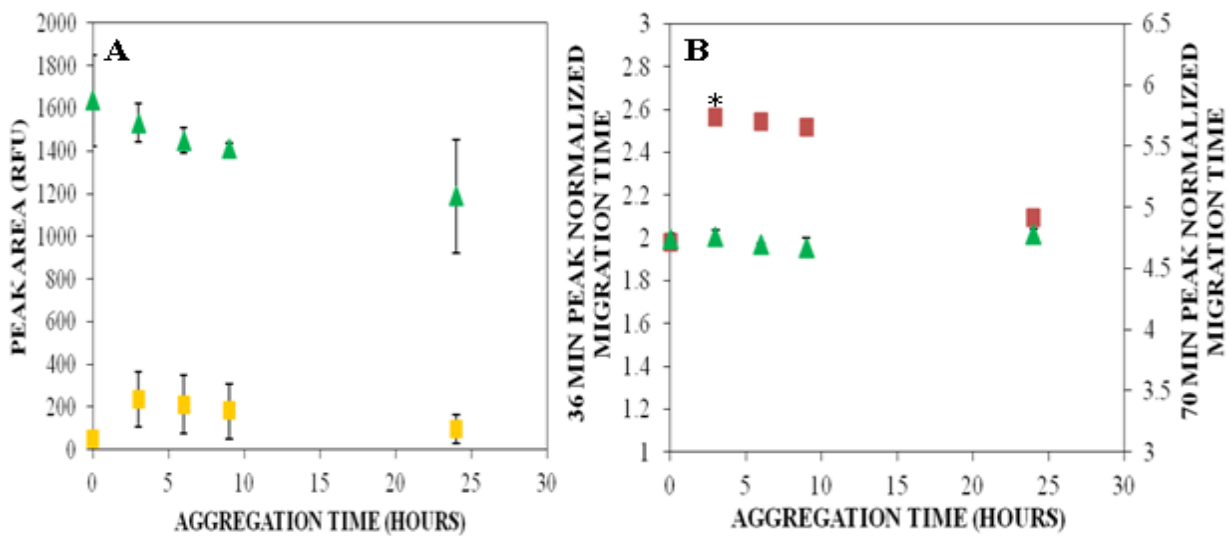 A
PEAK AREA (RFU)
2000
1800
1600
1400
1200
1000
800
600
400
200
0
0 5 10 15 20 25 30
AGGREGATION TIME (HOURS)
B
36 MIN PEAK NORMALIZED
MIGRATION TIME
3
2.8
2.6
2.4
2.2
2
1.8
1.6
1.4
1.2
1
*
0 5 10 15 20 25 30
AGGREGATION TIME (HOURS)
6.5
6
5.5
5
4.5
4
3.5
3
70 MIN PEAK NORMALIZED
MIGRATION TIME